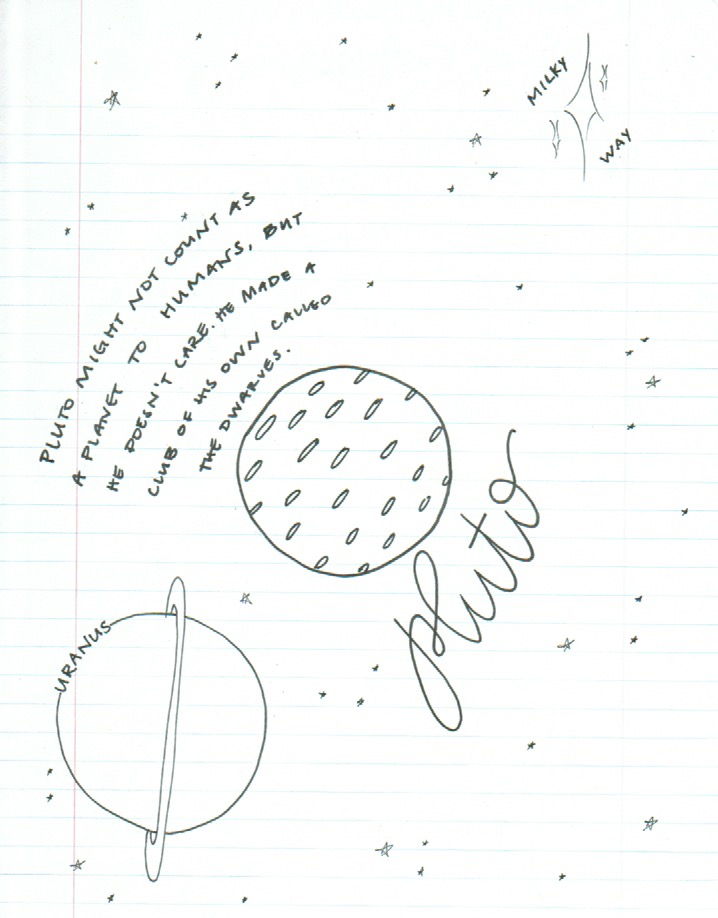 MILKY
WAY
PLUTO MIGHT NOT COUNT AS
A PLANET TO HUMANS, BUT
HE DOESN'T CARE. HE MADE A
CLUB OF HIS OWN CALLED
THE DWARVES.
pluto
URANUS